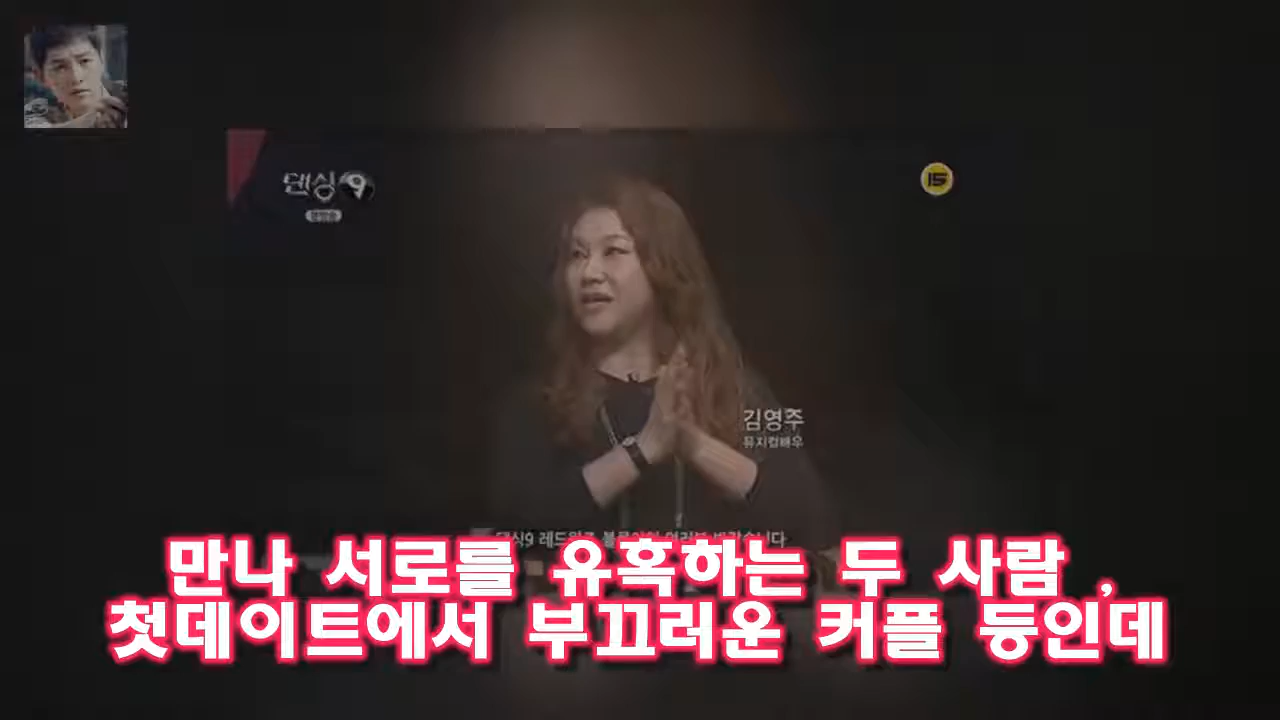 댄싱9
15
김영주
뮤지컬배우
만나 서로를 유혹하는 두 사람 ,
첫데이트에서 부끄러운 커플 등인데